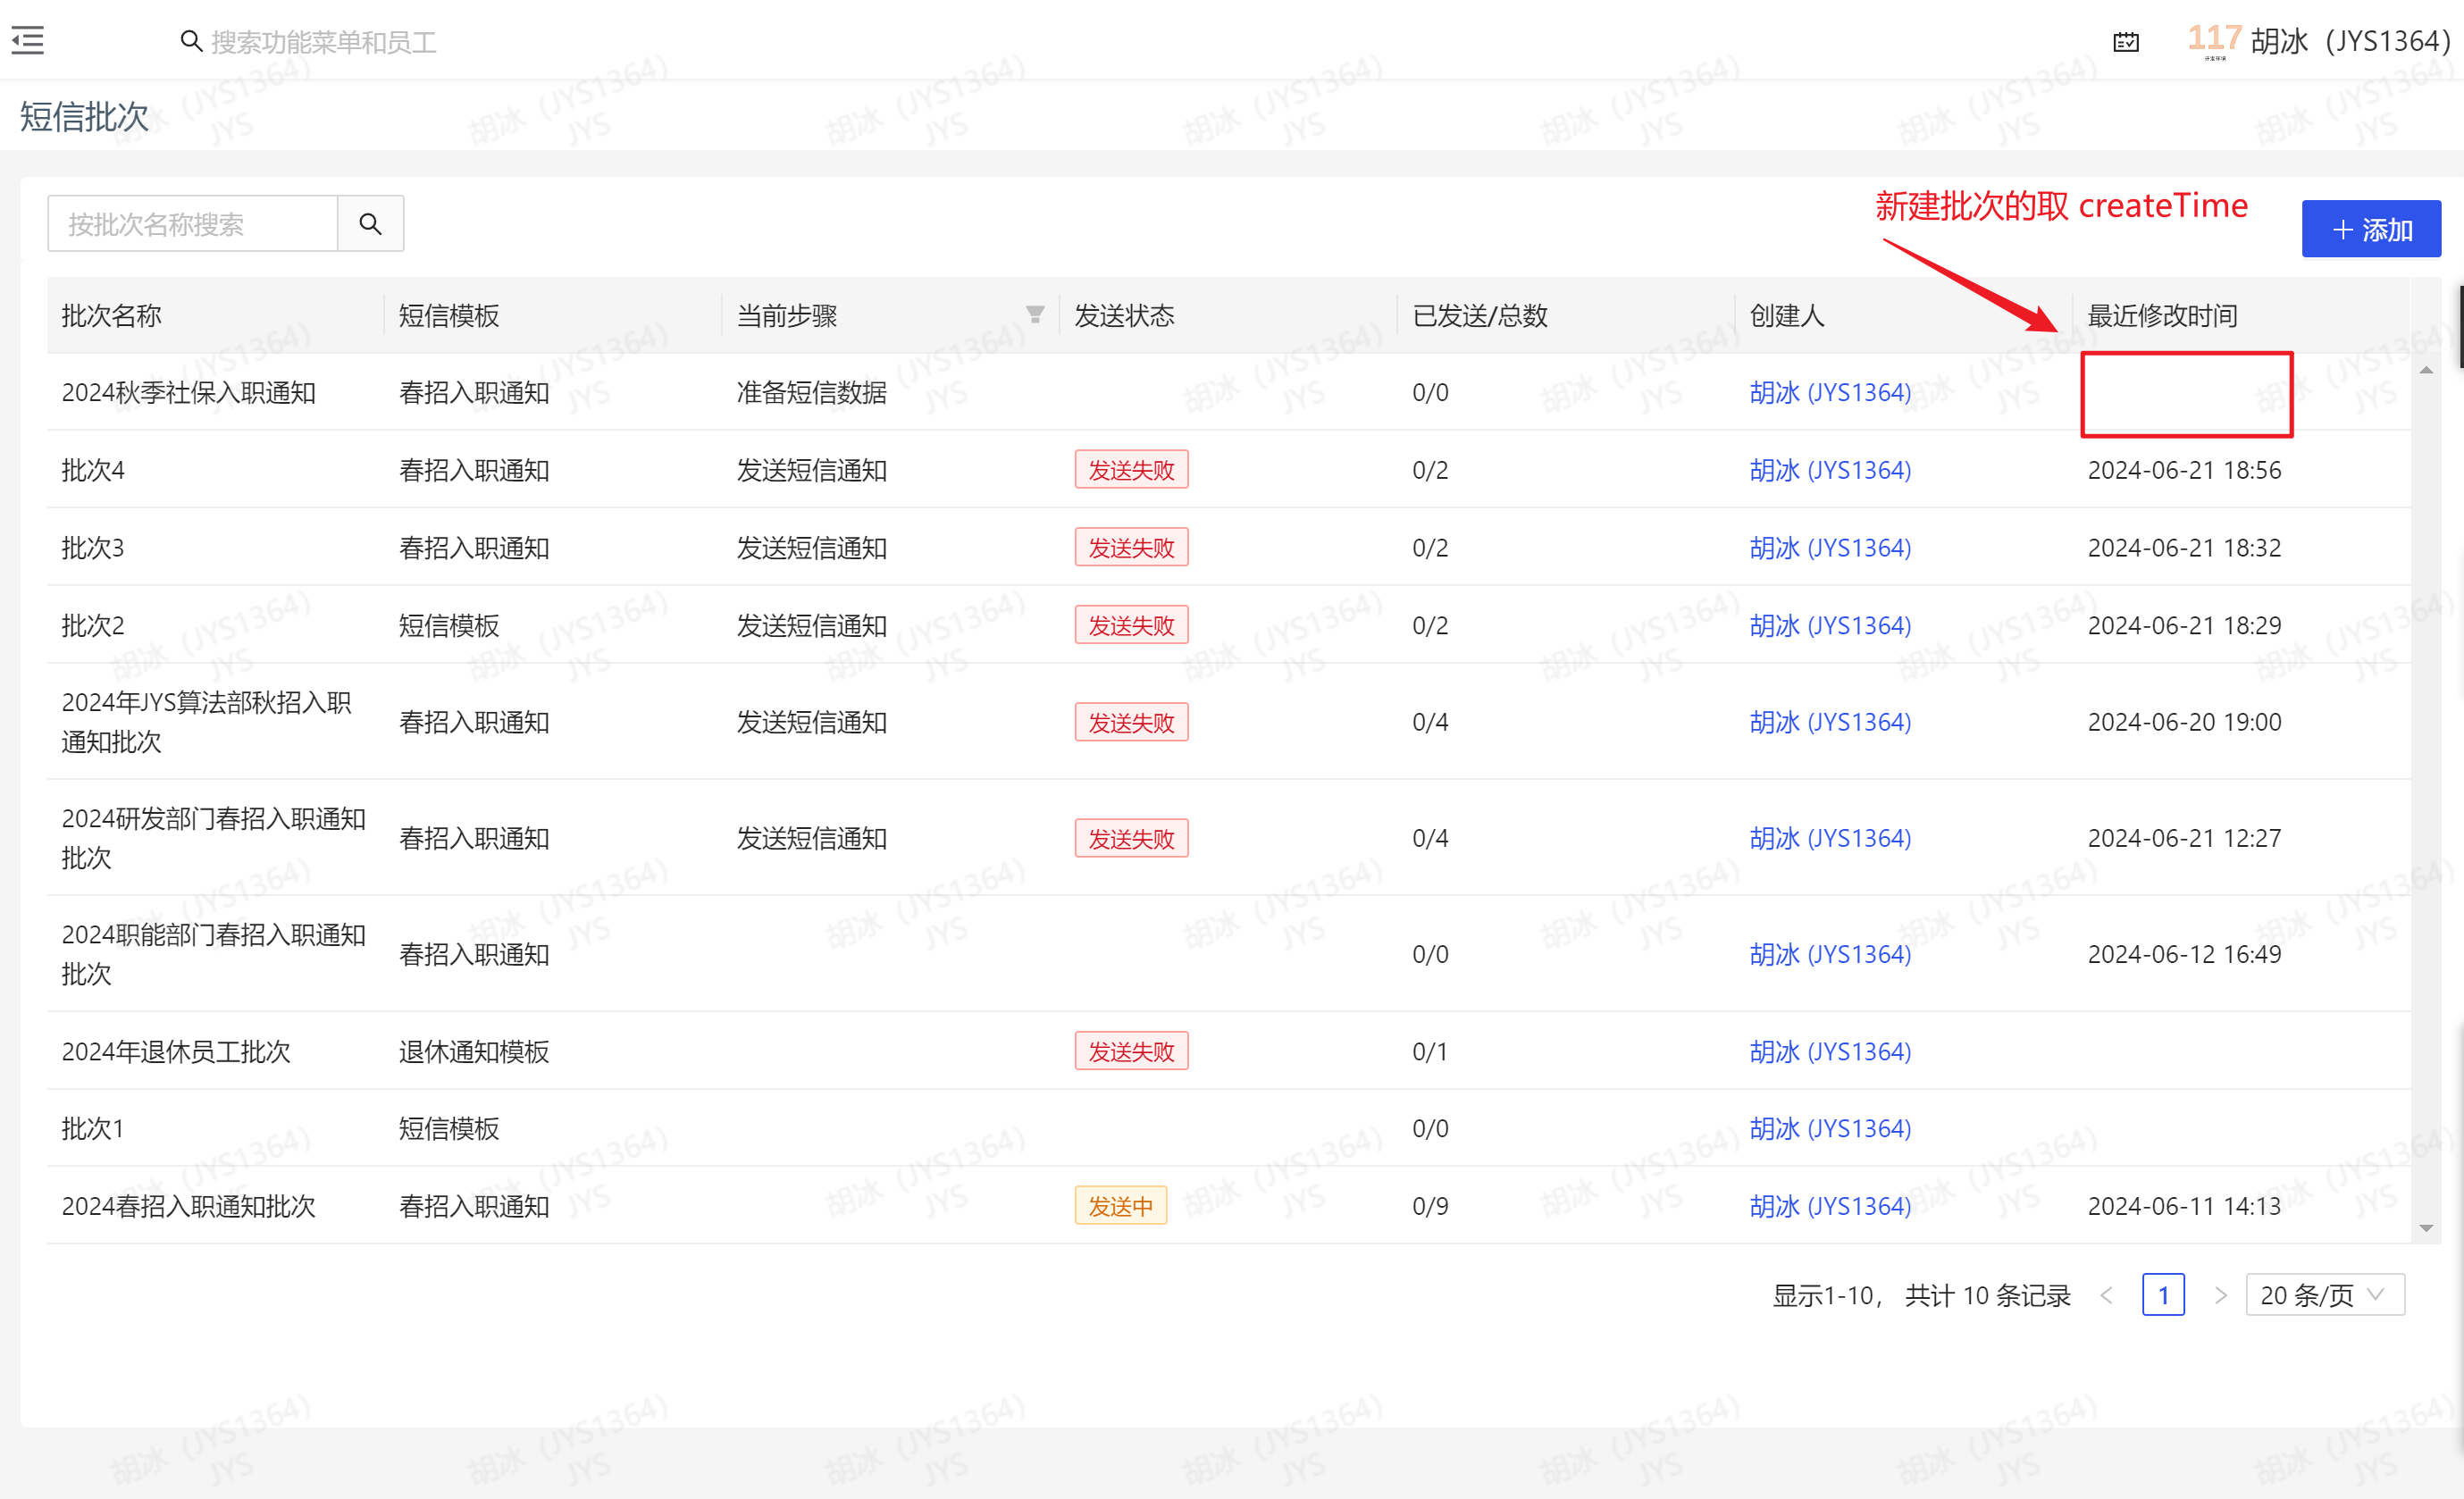 搜索功能菜单和员工
117 胡冰（JYS1364）
开发环境
短信批次
按批次名称搜索
新建批次的取 createTime
+ 添加
批次名称 短信模板 当前步骤 发送状态 已发送/总数 创建人 最近修改时间
2024秋季社保入职通知 春招入职通知 准备短信数据 0/0 胡冰 (JYS1364)
批次4 春招入职通知 发送短信通知 发送失败 0/2 胡冰 (JYS1364) 2024-06-21 18:56
批次3 春招入职通知 发送短信通知 发送失败 0/2 胡冰 (JYS1364) 2024-06-21 18:32
批次2 短信模板 发送短信通知 发送失败 0/2 胡冰 (JYS1364) 2024-06-21 18:29
2024年JYS算法部秋招入职
通知批次 春招入职通知 发送短信通知 发送失败 0/4 胡冰 (JYS1364) 2024-06-20 19:00
2024研发部门春招入职通知
批次 春招入职通知 发送短信通知 发送失败 0/4 胡冰 (JYS1364) 2024-06-21 12:27
2024职能部门春招入职通知
批次 春招入职通知 0/0 胡冰 (JYS1364) 2024-06-12 16:49
2024年退休员工批次 退休通知模板 发送失败 0/1 胡冰 (JYS1364)
批次1 短信模板 0/0 胡冰 (JYS1364)
2024春招入职通知批次 春招入职通知 发送中 0/9 胡冰 (JYS1364) 2024-06-11 14:13
显示1-10， 共计 10 条记录 < 1 > 20 条/页
胡冰（JYS1364）
JYS